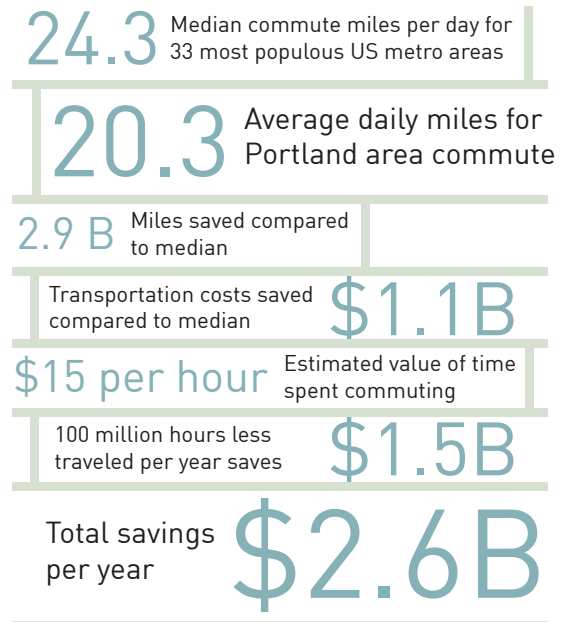 24.3 Median commute miles per day for
33 most populous US metro areas
20.3 Average daily miles for
Portland area commute
2.9 B Miles saved compared
to median
Transportation costs saved
compared to median $1.1B
$15 per hour Estimated value of time
spent commuting
100 million hours less
traveled per year saves $1.5B
Total savings
per year $2.6B